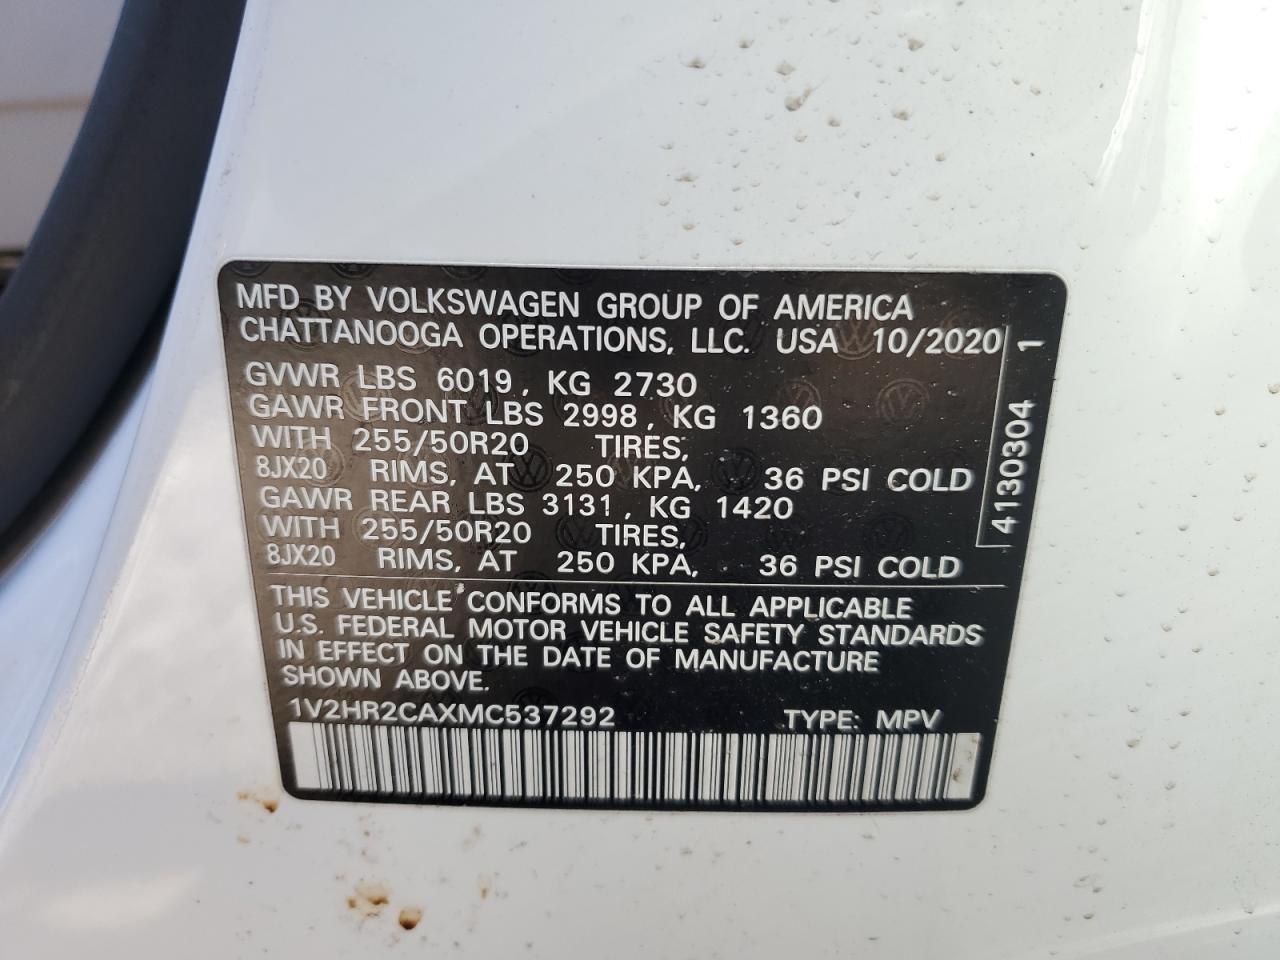 MFD BY VOLKSWAGEN GROUP OF AMERICA
CHATTANOOGA OPERATIONS, LLC. USA 10/2020
GVWR LBS 6019, KG 2730
GAWR FRONT LBS 2998, KG 1360
WITH 255/50R20 TIRES,
8JX20 RIMS, AT 250 KPA, 36 PSI COLD
GAWR REAR LBS 3131, KG 1420
WITH 255/50R20 TIRES,
8JX20 RIMS, AT 250 KPA, 36 PSI COLD
4130304 1
THIS VEHICLE CONFORMS TO ALL APPLICABLE
U.S. FEDERAL MOTOR VEHICLE SAFETY STANDARDS
IN EFFECT ON THE DATE OF MANUFACTURE
SHOWN ABOVE.
1V2HR2CAXMC537292 TYPE: MPV